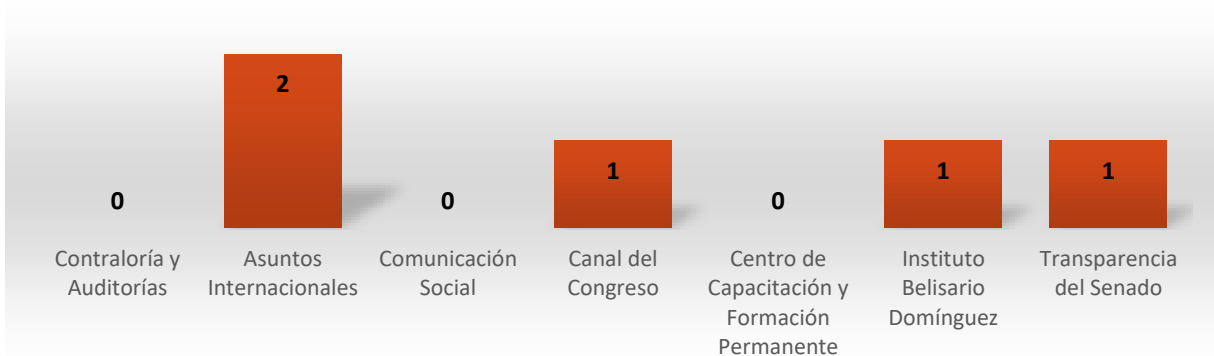 2
0
0
1
0
1
1
Contraloría y
Auditorías
Asuntos
Internacionales
Comunicación
Social
Canal del
Congreso
Centro de
Capacitación y
Formación
Permanente
Instituto
Belisario
Domínguez
Transparencia
del Senado